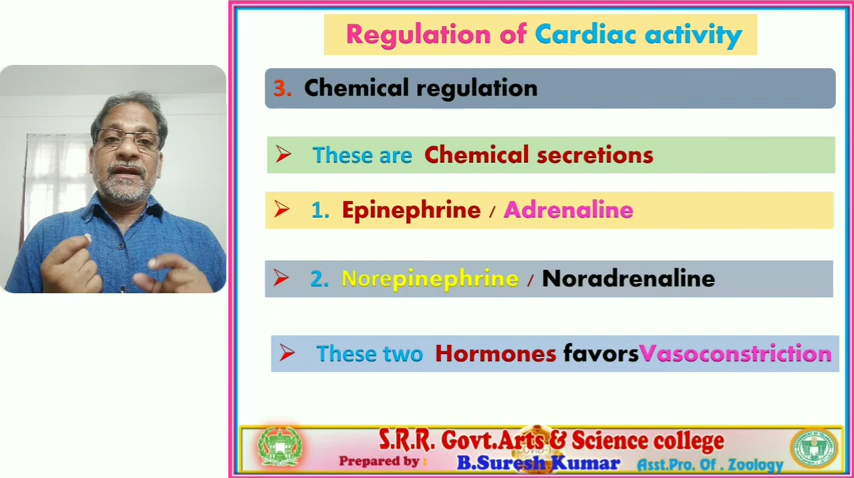 Regulation of Cardiac activity
3. Chemical regulation
➢ These are Chemical secretions
➢ 1. Epinephrine / Adrenaline
➢ 2. Norepinephrine / Noradrenaline
➢ These two Hormones favorsVasoconstriction
S.R.R. Govt.Arts & Science college
Prepared by : B.Suresh Kumar Asst.Pro. Of . Zoology